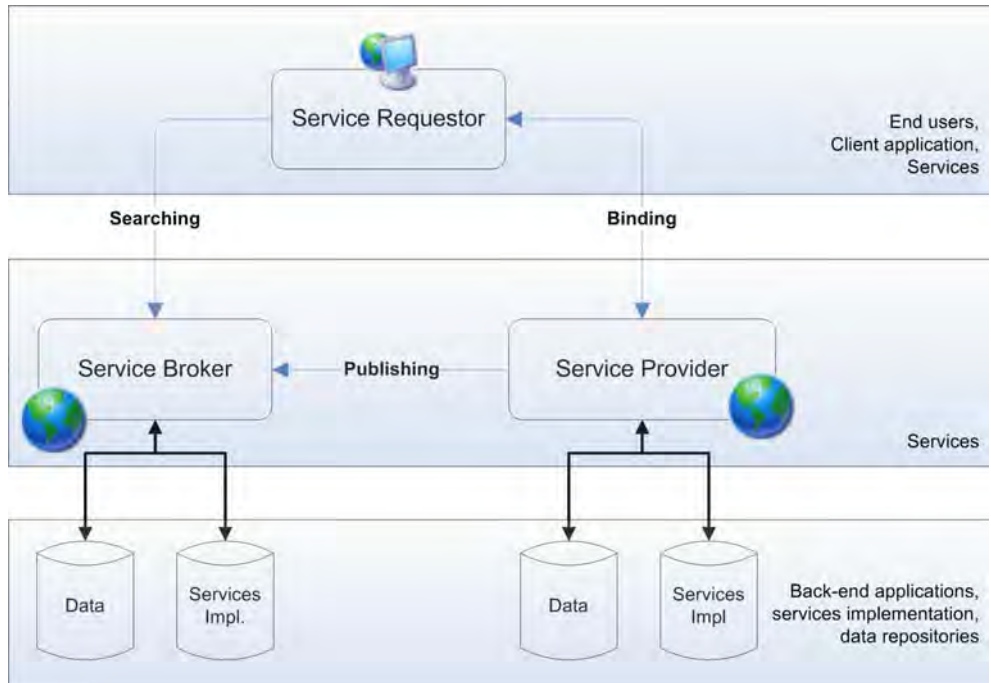 Service Requestor
End users,
Client application,
Services
Searching
Binding
Service Broker
Publishing
Service Provider
Services
Data
Services
Impl.
Data
Services
Impl
Back-end applications,
services implementation,
data repositories